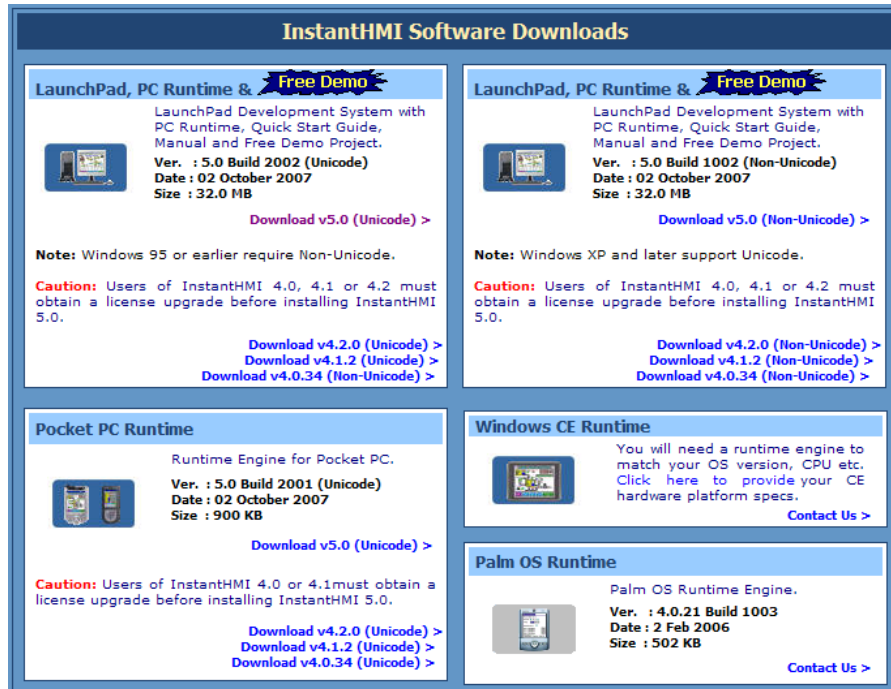 InstantHMI Software Downloads
LaunchPad, PC Runtime & Free Demo
LaunchPad Development System with
PC Runtime, Quick Start Guide,
Manual and Free Demo Project.
Ver. : 5.0 Build 2002 (Unicode)
Date : 02 October 2007
Size : 32.0 MB
Download v5.0 (Unicode) >
Note: Windows 95 or earlier require Non-Unicode.
Caution: Users of InstantHMI 4.0, 4.1 or 4.2 must
obtain a license upgrade before installing InstantHMI
5.0.
Download v4.2.0 (Unicode) >
Download v4.1.2 (Unicode) >
Download v4.0.34 (Non-Unicode) >
LaunchPad, PC Runtime & Free Demo
LaunchPad Development System with
PC Runtime, Quick Start Guide,
Manual and Free Demo Project.
Ver. : 5.0 Build 1002 (Non-Unicode)
Date : 02 October 2007
Size : 32.0 MB
Download v5.0 (Non-Unicode) >
Note: Windows XP and later support Unicode.
Caution: Users of InstantHMI 4.0, 4.1 or 4.2 must
obtain a license upgrade before installing InstantHMI
5.0.
Download v4.2.0 (Non-Unicode) >
Download v4.1.2 (Non-Unicode) >
Download v4.0.34 (Non-Unicode) >
Pocket PC Runtime
Runtime Engine for Pocket PC.
Ver. : 5.0 Build 2001 (Unicode)
Date : 02 October 2007
Size : 900 KB
Download v5.0 (Unicode) >
Caution: Users of InstantHMI 4.0 or 4.1must obtain a
license upgrade before installing InstantHMI 5.0.
Download v4.2.0 (Unicode) >
Download v4.1.2 (Unicode) >
Download v4.0.34 (Unicode) >
Windows CE Runtime
You will need a runtime engine to
match your OS version, CPU etc.
Click here to provide your CE
hardware platform specs.
Contact Us >
Palm OS Runtime
Palm OS Runtime Engine.
Ver. : 4.0.21 Build 1003
Date : 2 Feb 2006
Size : 502 KB
Contact Us >